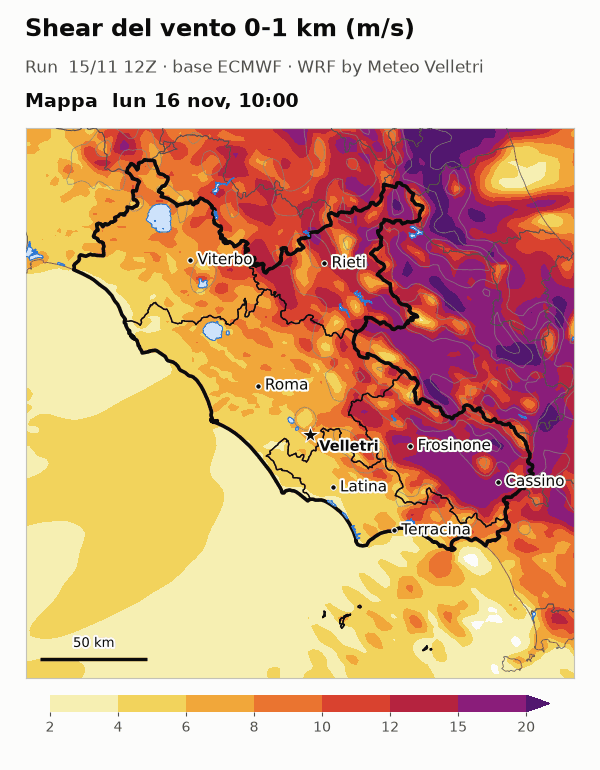 Shear del vento 0-1 km (m/s)
Run  15/11 12Z · base ECMWF · WRF by Meteo Velletri
Mappa  lun 16 nov, 10:00
Viterbo
Rieti
Roma
Velletri
Frosinone
Cassino
Latina
Terracina
50 km
2 4 6 8 10 12 15 20